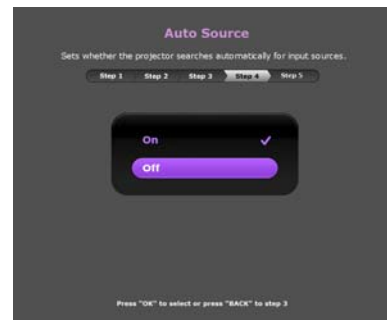 Auto Source
Sets whether the projector searches automatically for input sources.
Step 1 Step 2 Step 3 Step 4 Step 5
On
Off
Press "OK" to select or press "BACK" to step 3